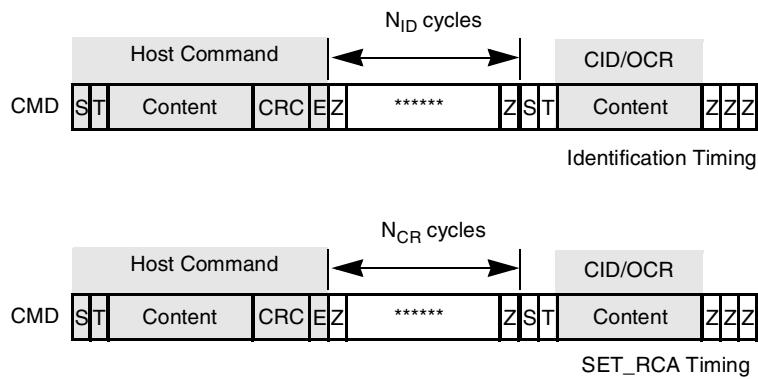 N_ID cycles
Host Command CID/OCR
CMD S T Content CRC E Z ****** Z S T Content Z Z Z
Identification Timing
N_CR cycles
Host Command CID/OCR
CMD S T Content CRC E Z ****** Z S T Content Z Z Z
SET_RCA Timing